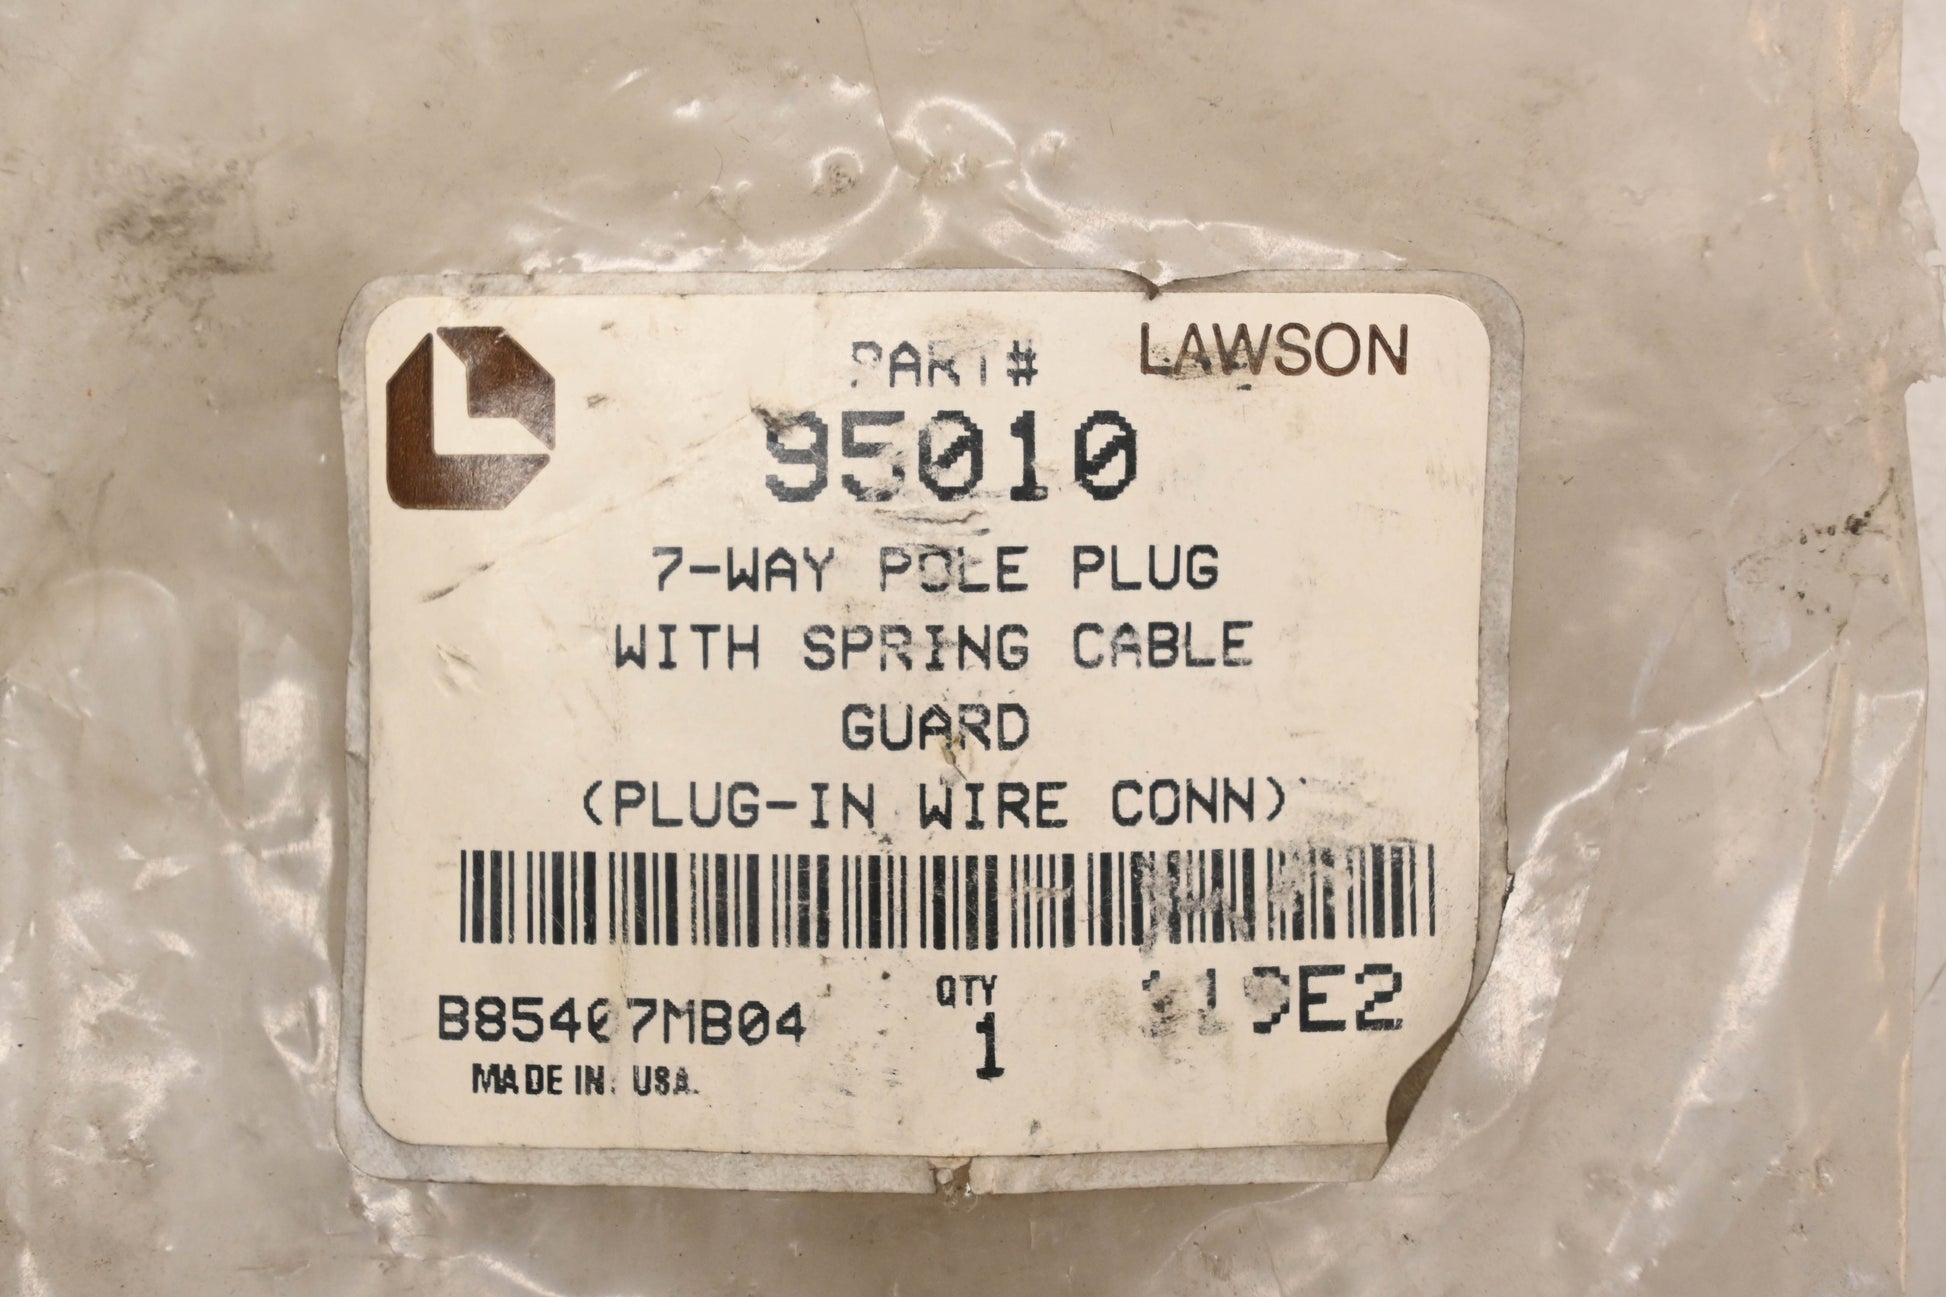 LAWSON
PART#
95010
7-WAY POLE PLUG
WITH SPRING CABLE
GUARD
(PLUG-IN WIRE CONN)
QTY
B85407MB04
1
MADE IN USA.